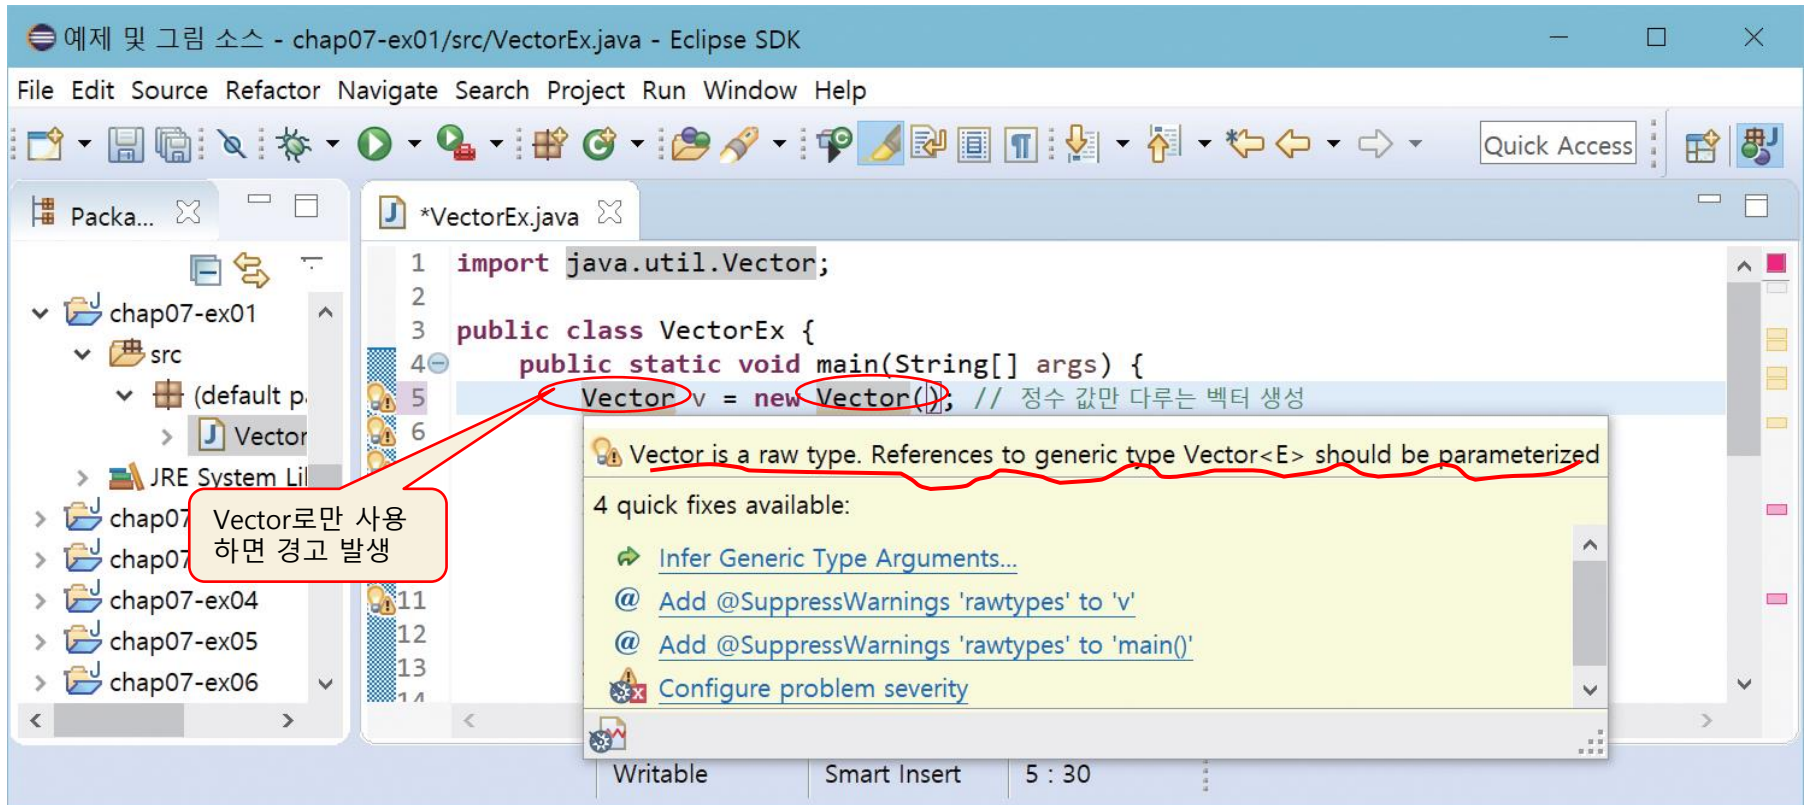 예제 및 그림 소스 - chap07-ex01/src/VectorEx.java - Eclipse SDK
File Edit Source Refactor Navigate Search Project Run Window Help
Quick Access
Packa...
*VectorEx.java
chap07-ex01
src
(default p
Vector
JRE System Li
chap07
chap07
chap07-ex04
chap07-ex05
chap07-ex06
1 import java.util.Vector;
2
3 public class VectorEx {
4 public static void main(String[] args) {
5 Vector v = new Vector(); // 정수 값만 다루는 벡터 생성
6
11
12
13
14
Vector로만 사용
하면 경고 발생
Vector is a raw type. References to generic type Vector<E> should be parameterized
4 quick fixes available:
Infer Generic Type Arguments...
@ Add @SuppressWarnings 'rawtypes' to 'v'
@ Add @SuppressWarnings 'rawtypes' to 'main()'
Configure problem severity
Writable Smart Insert 5 : 30